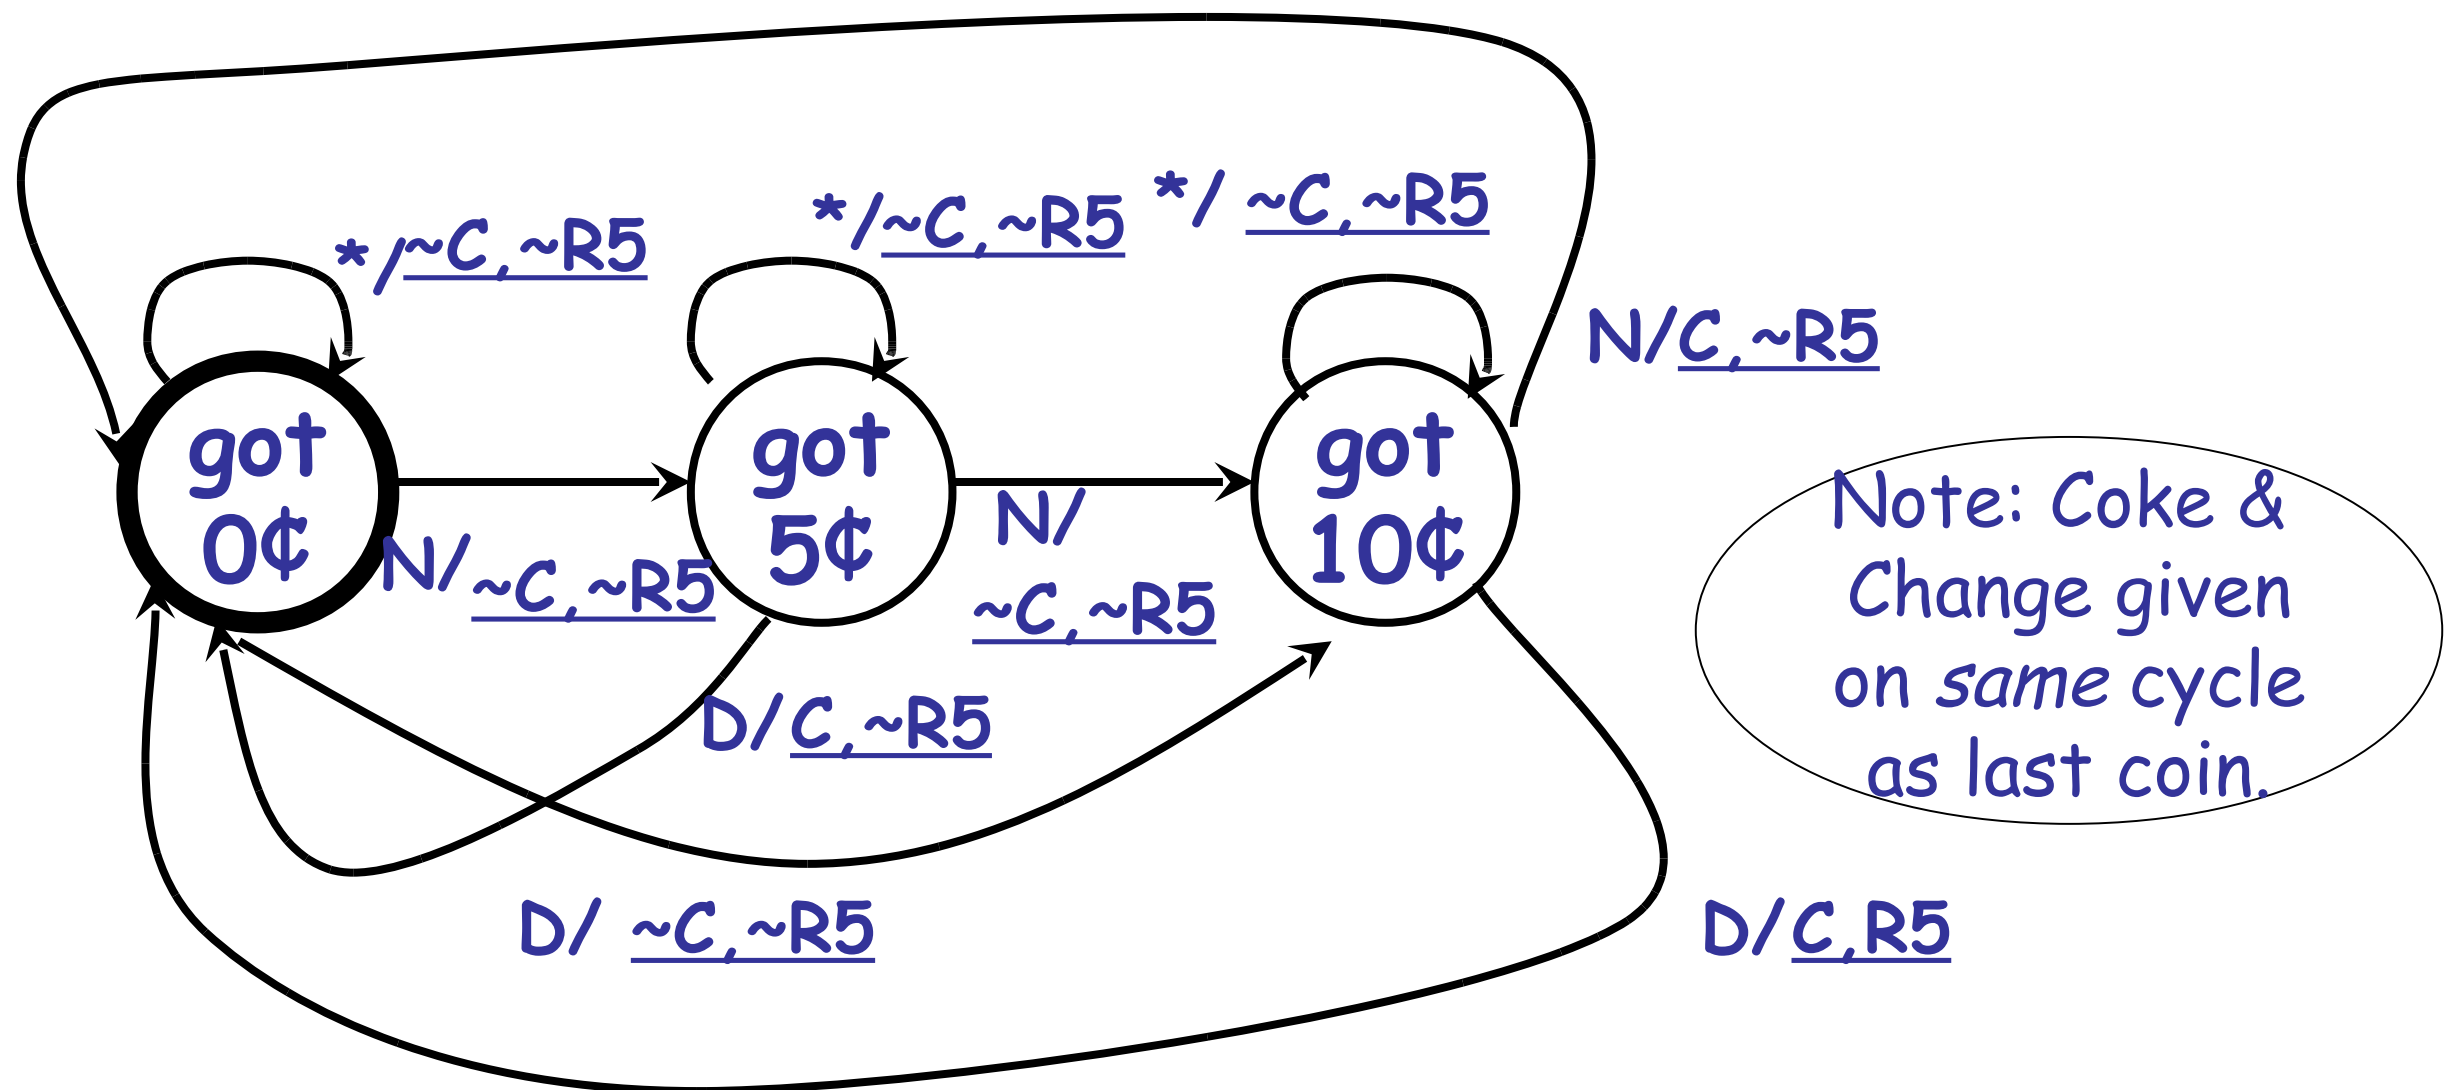 */~C,~R5
*/~C,~R5
*/ ~C,~R5
N/C,~R5
got
0¢
got
5¢
got
10¢
N/~C,~R5
N/
~C,~R5
D/C,~R5
D/ ~C,~R5
D/C,R5
Note: Coke &
Change given
on same cycle
as last coin.